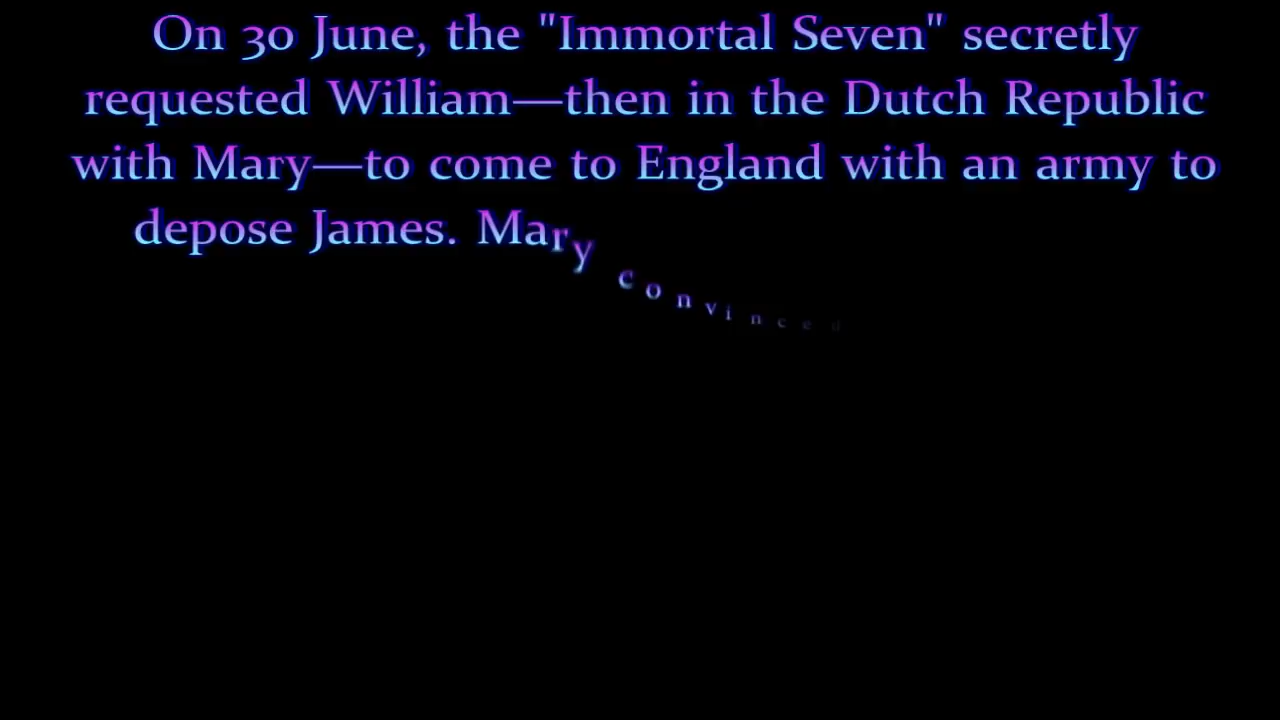 On 30 June, the "Immortal Seven" secretly
requested William—then in the Dutch Republic
with Mary—to come to England with an army to
depose James. Mary convinced